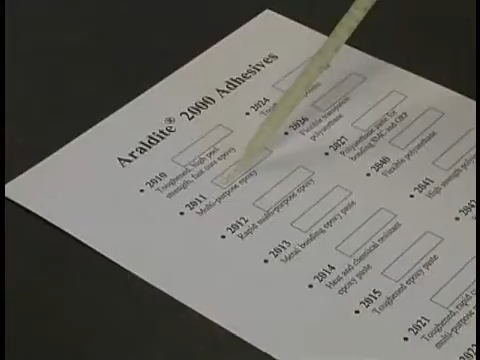 Araldite® 2000 Adhesives
• 2010
Toughened, high peel
strength, fast cure epoxy
• 2011
Multi-purpose epoxy
• 2012
Rapid multi-purpose epoxy
• 2013
Metal bonding epoxy paste
• 2014
Heat and chemical resistant
epoxy paste
• 2015
Toughened epoxy paste
• 2021
Toughened, rapid
multi-purpose
• 2024
• 2026
Flexible transparent
polyurethane
• 2027
Polyurethane paste for
bonding SMC and GRP
• 2040
Flexible polyurethane
• 2041
High strength